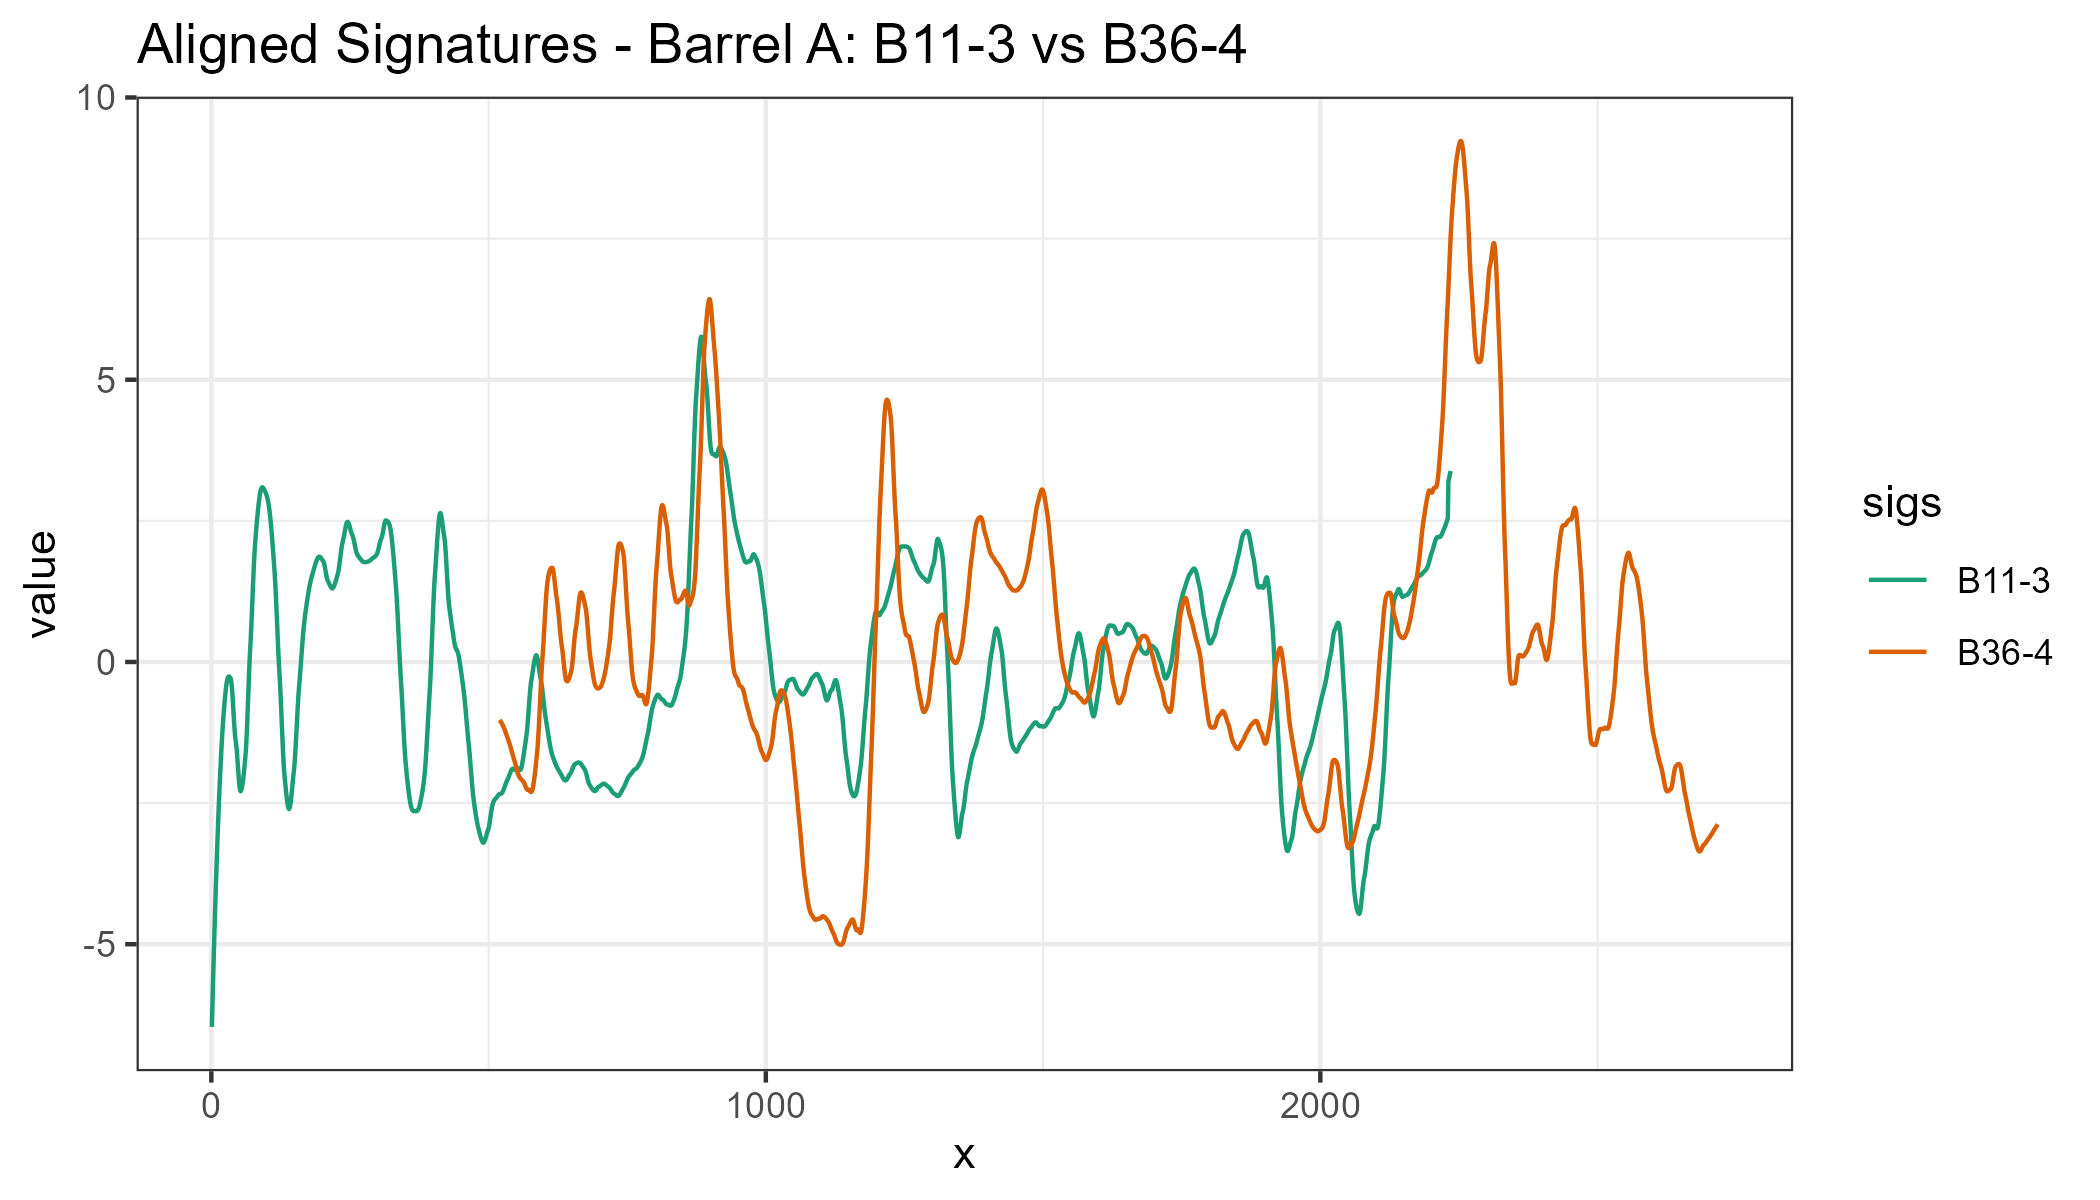 Aligned Signatures - Barrel A: B11-3 vs B36-4
10
5
0
-5
value
0 1000 2000
x
sigs
B11-3
B36-4